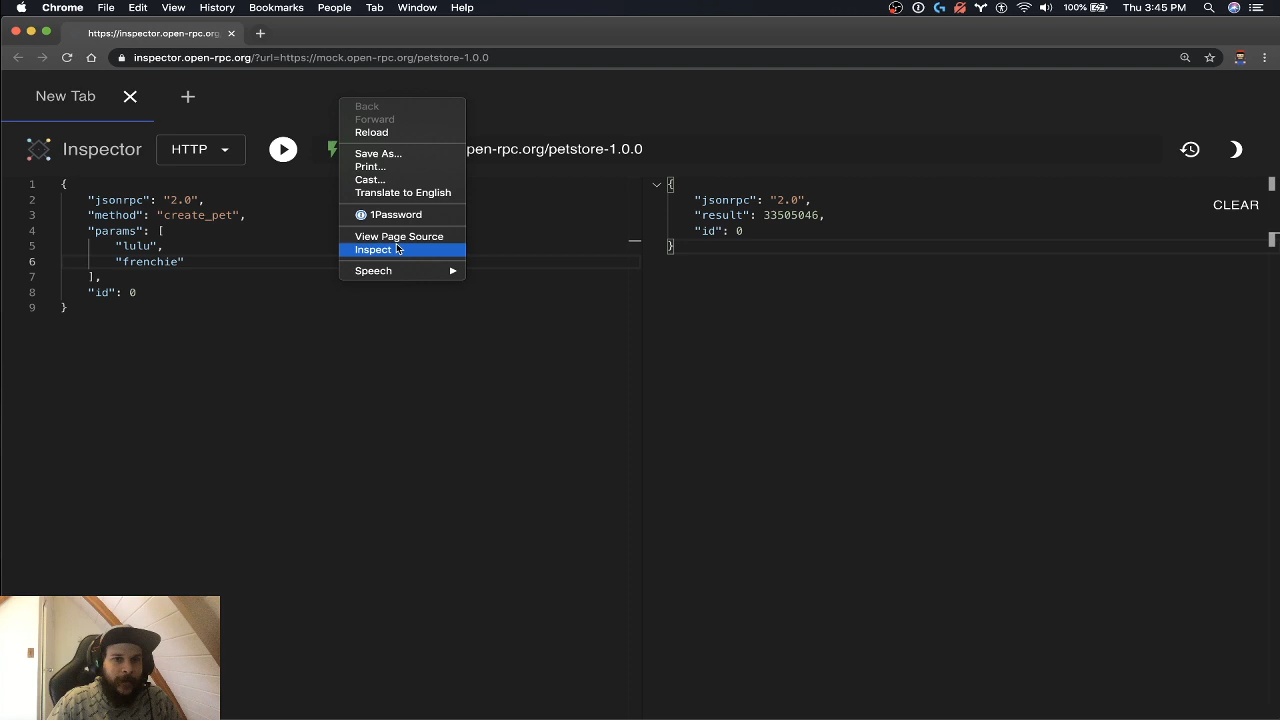 Chrome File Edit View History Bookmarks People Tab Window Help 100% Thu 3:45 PM
https://inspector.open-rpc.org/
inspector.open-rpc.org/?url=https://mock.open-rpc.org/petstore-1.0.0
New Tab
Inspector HTTP pen-rpc.org/petstore-1.0.0
Back
Forward
Reload
Save As...
Print...
Cast...
Translate to English
1Password
View Page Source
Inspect
Speech
1 {
2 "jsonrpc": "2.0",
3 "method": "create_pet",
4 "params": [
5 "lulu",
6 "frenchie"
7 ],
8 "id": 0
9 }
{
"jsonrpc": "2.0",
"result": 33505046,
"id": 0
}
CLEAR